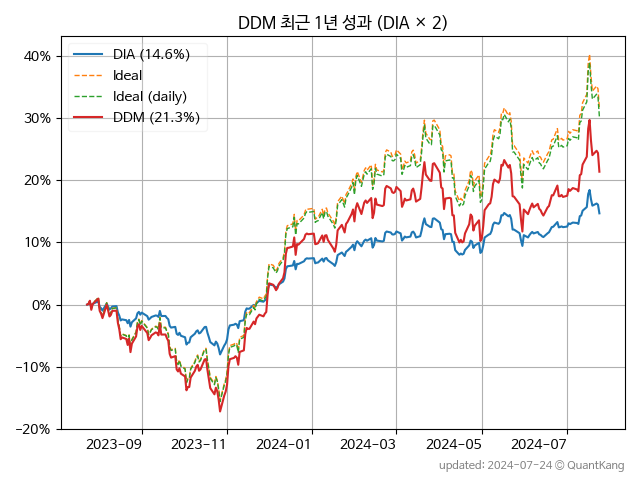 DDM 최근 1년 성과 (DIA × 2)
DIA (14.6%)
Ideal
Ideal (daily)
DDM (21.3%)
40%
30%
20%
10%
0%
−10%
−20%
2023-09 2023-11 2024-01 2024-03 2024-05 2024-07
updated: 2024-07-24 © QuantKang